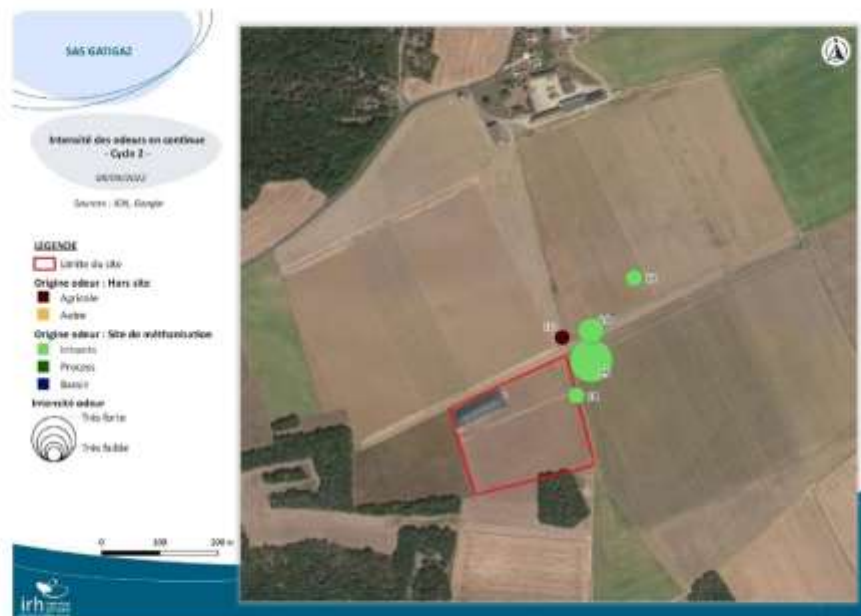 SAS GATIGAZ
Intensité des odeurs en continue
- Cycle 2 -
Sources : IGN, Google
LEGENDE
Limite du site
Origine odeur : Hors site
Agricole
Autre
Origine odeur : Site de méthanisation
Intrants
Process
Bassin
Intensité odeur
Très forte
Très faible
0 100 200 m
irh